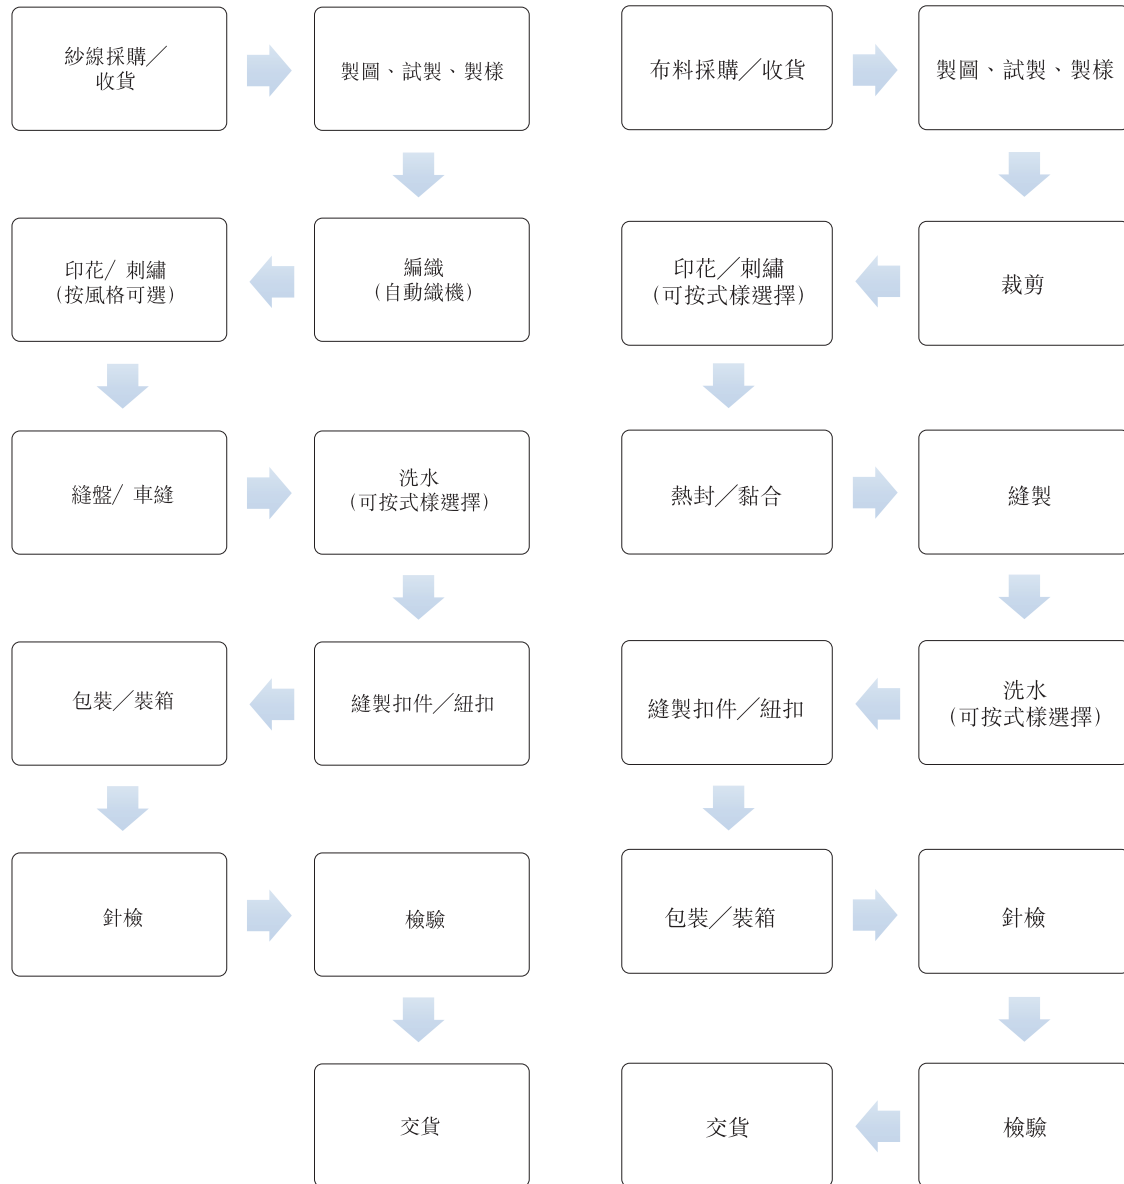 紗線採購／
收貨
製圖、試製、製樣
編織
(自動織機)
印花/ 刺繡
(按風格可選)
縫盤/ 車縫
洗水
(可按式樣選擇)
縫製扣件／紐扣
包裝／裝箱
針檢
檢驗
交貨
布料採購／收貨
製圖、試製、製樣
裁剪
印花／刺繡
(可按式樣選擇)
熱封／黏合
縫製
洗水
(可按式樣選擇)
縫製扣件／紐扣
包裝／裝箱
針檢
檢驗
交貨